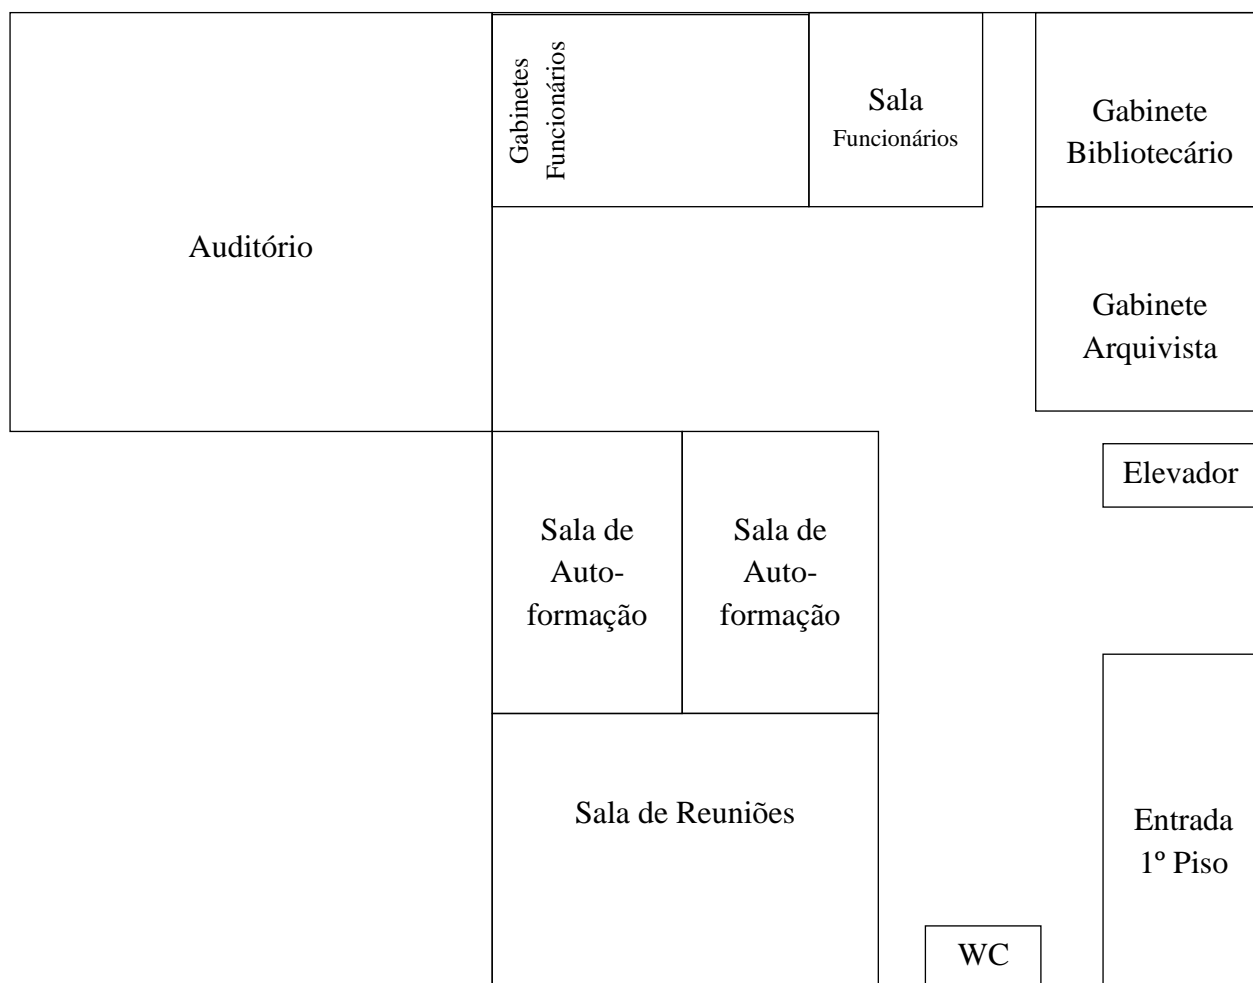 Gabinetes
Funcionários
Sala
Funcionários
Gabinete
Bibliotecário
Auditório
Gabinete
Arquivista
Elevador
Sala de
Auto-
formação
Sala de
Auto-
formação
Sala de Reuniões
Entrada
1º Piso
WC